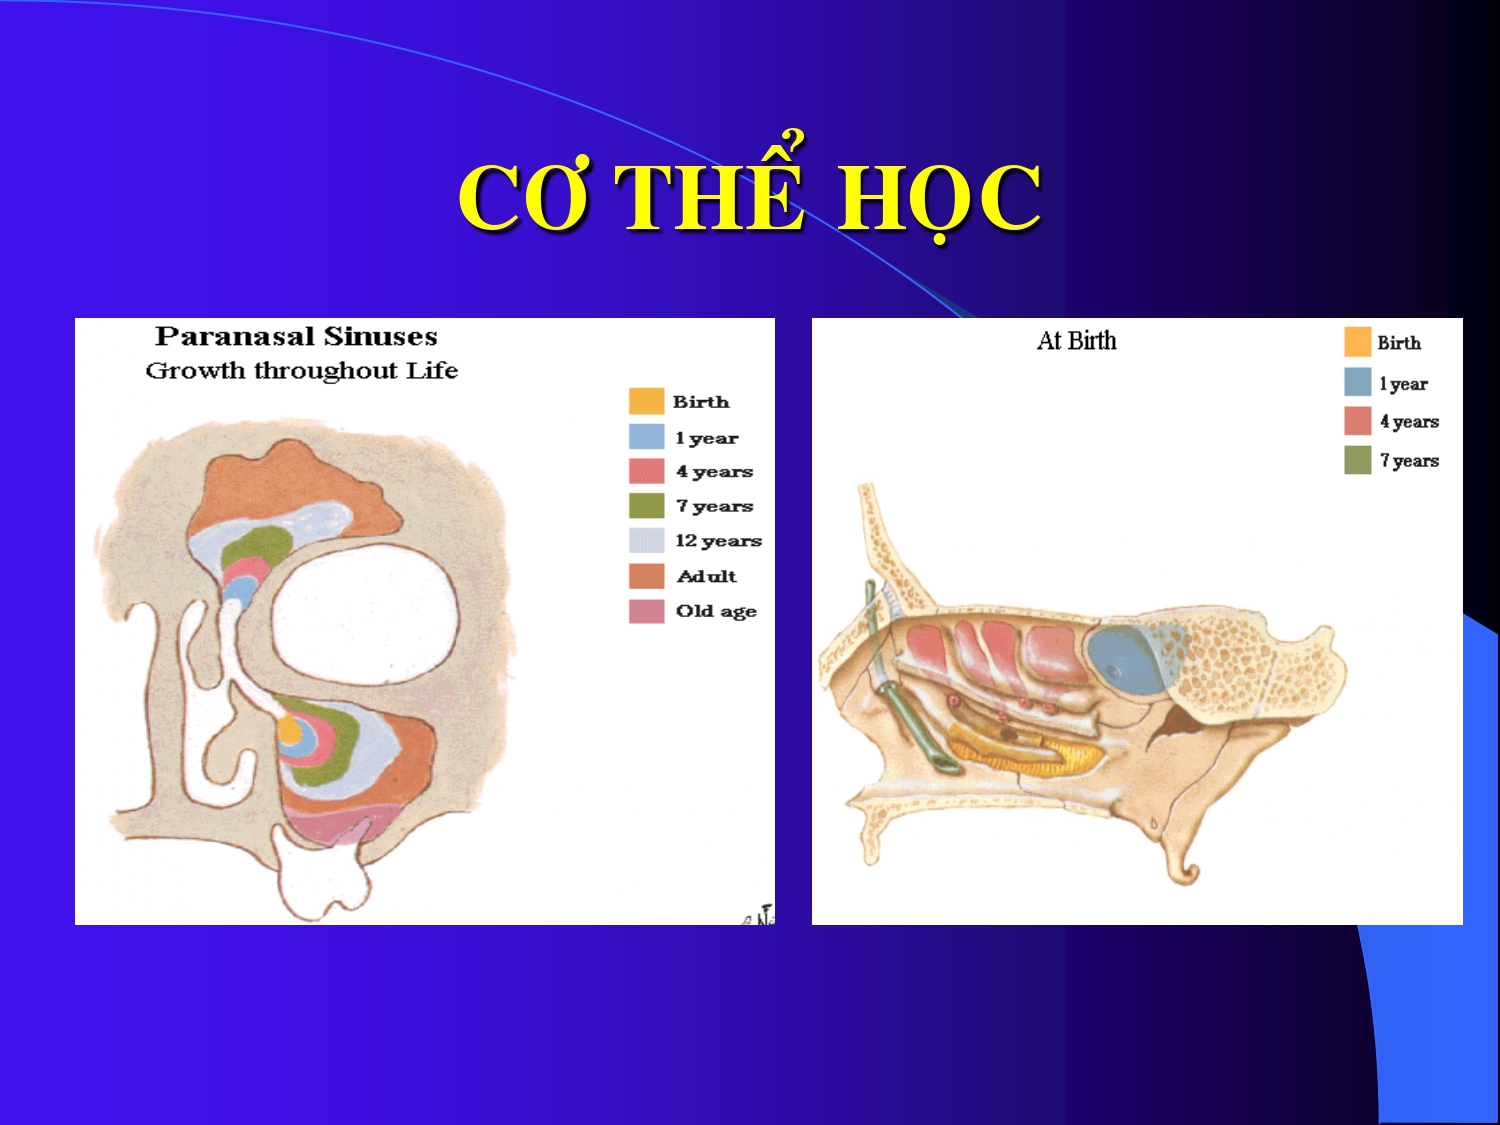 CƠ THỂ HỌC
Paranasal Sinuses
Growth throughout Life
Birth
1 year
4 years
7 years
12 years
Adult
Old age
At Birth
Birth
1 year
4 years
7 years